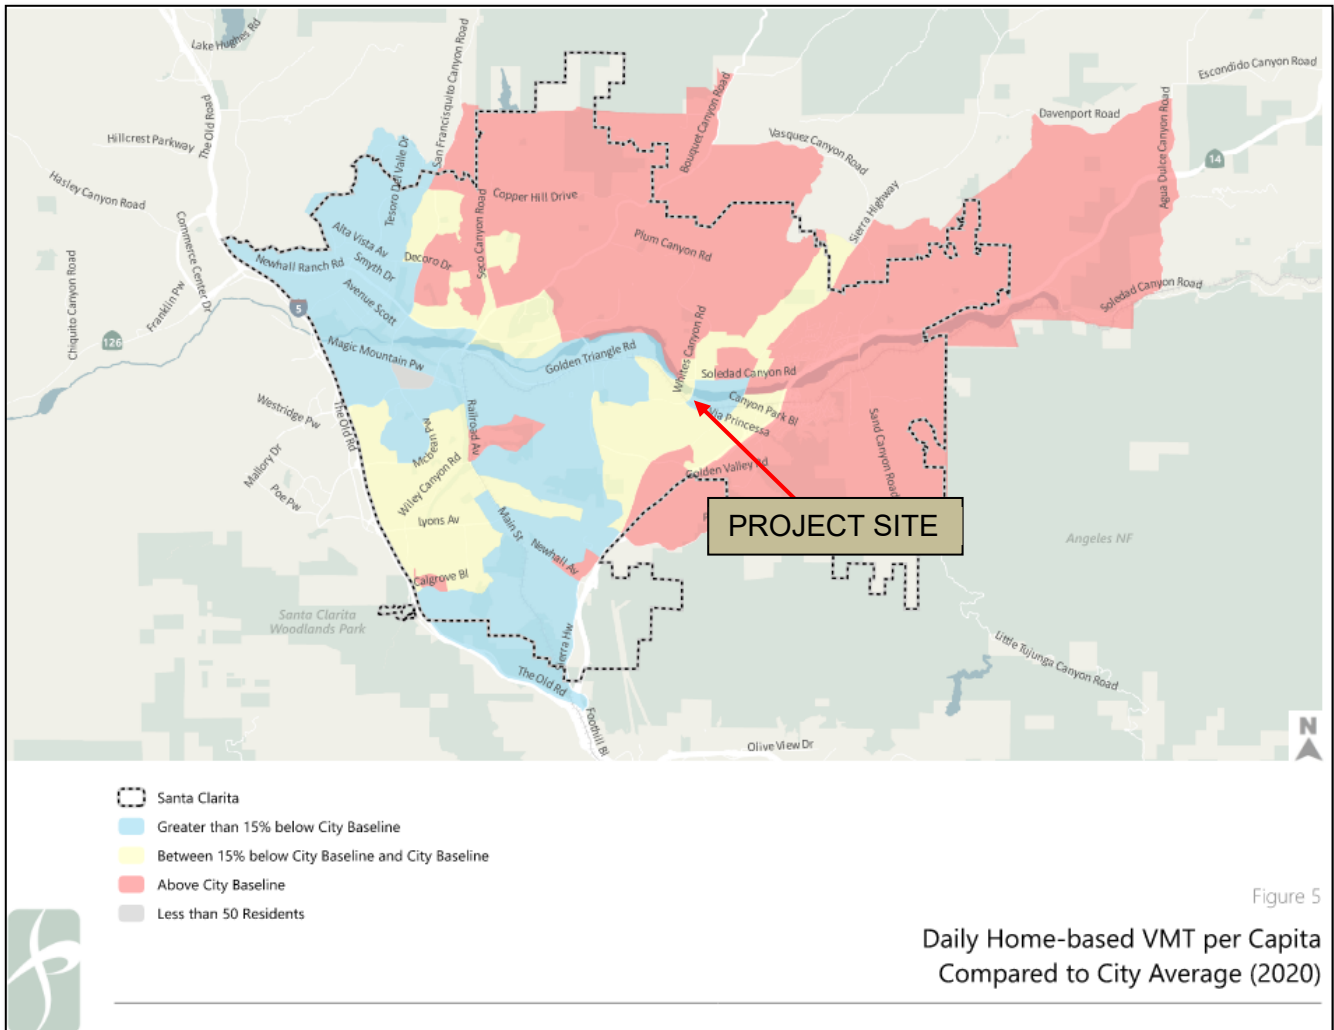 Lake Hughes Rd
San Francisquito Canyon Road
Escondido Canyon Road
The Old Road
Bouquet Canyon Road
Davenport Road
Agua Dulce Canyon Road
Hillcrest Parkway
Vasquez Canyon Road
14
Hasley Canyon Road
Tesoro Del Valle Dr
Copper Hill Drive
Sierra Highway
Commerce Center Dr
Alta Vista Av
Seco Canyon Road
Plum Canyon Rd
Chiquito Canyon Road
Newhall Ranch Rd
Smyth Dr
Decoro Dr
Franklin Pw
Avenue Scott
Soledad Canyon Road
5
126
Magic Mountain Pw
Golden Triangle Rd
Whites Canyon Rd
Soledad Canyon Rd
Westridge Pw
The Old Rd
Railroad Av
Canyon Park Bl
Via Princessa
Sand Canyon Road
Mcbean Pw
Mallory Dr
Wiley Canyon Rd
Golden Valley Rd
Poe Pw
Lyons Av
Main St
PROJECT SITE
Angeles NF
Newhall Av
Calgrove Bl
Santa Clarita
Woodlands Park
Sierra Hw
Little Tujunga Canyon Road
The Old Rd
Foothill Bl
Olive View Dr
N
Santa Clarita
Greater than 15% below City Baseline
Between 15% below City Baseline and City Baseline
Above City Baseline
Less than 50 Residents
Figure 5
Daily Home-based VMT per Capita
Compared to City Average (2020)